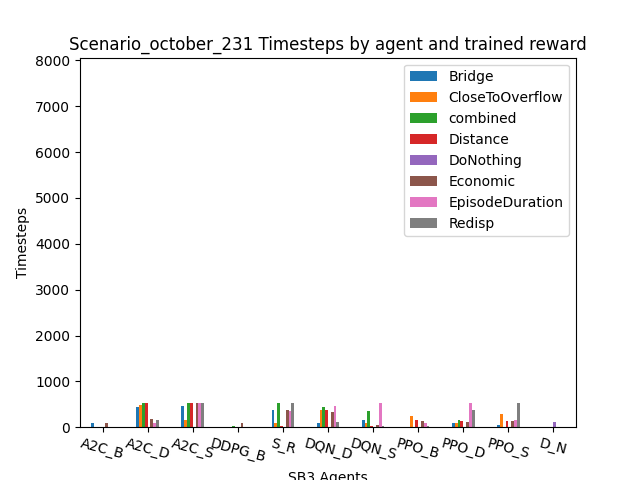 Scenario_october_231 Timesteps by agent and trained reward
8000
7000
6000
5000
4000
3000
2000
1000
0
Timesteps
Bridge
CloseToOverflow
combined
Distance
DoNothing
Economic
EpisodeDuration
Redisp
A2C_B A2C_D A2C_S DDPG_B S_R DQN_D DQN_S PPO_B PPO_D PPO_S D_N
SB3 Agents